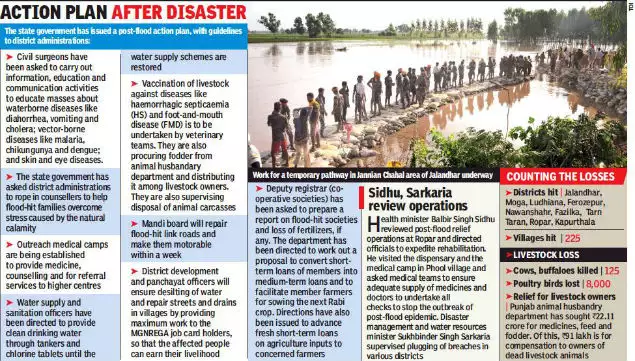 ACTION PLAN AFTER DISASTER
The state government has issued a post-flood action plan, with guidelines
to district administrations:
➤ Civil surgeons have
been asked to carry out
information, education and
communication activities
to educate masses about
waterborne diseases like
diahorrhea, vomiting and
cholera; vector-borne
diseases like malaria,
chikungunya and dengue;
and skin and eye diseases.
➤ The state government has
asked district administrations
to rope in counsellers to help
flood-hit families overcome
stress caused by the natural
calamity
➤ Outreach medical camps
are being established
to provide medicine,
counselling and for referral
services to higher centres
➤ Water supply and
sanitation officers have
been directed to provide
clean drinking water
through tankers and
chlorine tablets until the
water supply schemes are
restored
➤ Vaccination of livestock
against diseases like
haemorrhagic septicaemia
(HS) and foot-and-mouth
disease (FMD) is to be
undertaken by veterinary
teams. They are also
procuring fodder from
animal husbandary
department and distributing
it among livestock owners.
They are also supervising
disposal of animal carcasses
➤ Mandi board will repair
flood-hit link roads and
make them motorable
within a week
➤ District development
and panchayat officers will
ensure desilting of water
and repair streets and drains
in villages by providing
maximum work to the
MGNREGA job card holders,
so that the affected people
can earn their livelihood
TOI
Work for a temporary pathway in Jannian Chahal area of Jalandhar underway
➤ Deputy registrar (co-
operative societies) has
been asked to prepare a
report on flood-hit societies
and loss of fertilizers, if
any. The department has
been directed to work out a
proposal to convert short-
term loans of members into
medium-term loans and to
facilitate member farmers
for sowing the next Rabi
crop. Directions have also
been issued to advance
fresh short-term loans
on agriculture inputs to
concerned farmers
Sidhu, Sarkaria
review operations
Health minister Balbir Singh Sidhu
reviewed post-flood relief
operations at Ropar and directed
officials to expedite rehabilitation.
He visited the dispensary and the
medical camp in Phool village and
asked medical teams to ensure
adequate supply of medicines and
doctors to undertake all
checks to stop the outbreak of
post-flood epidemic. Disaster
management and water resources
minister Sukhbinder Singh Sarkaria
supervised plugging of breaches in
various districts
COUNTING THE LOSSES
➤ Districts hit | Jalandhar,
Moga, Ludhiana, Ferozepur,
Nawanshahr, Fazilka, Tarn
Taran, Ropar, Kapurthala
➤ Villages hit | 225
➤ LIVESTOCK LOSS
➤ Cows, buffaloes killed | 125
➤ Poultry birds lost | 8,000
➤ Relief for livestock owners
| Punjab animal husbandry
department has sought ₹22.11
crore for medicines, feed and
fodder. Of this, ₹91 lakh is for
compensation to owners of
dead livestock animals